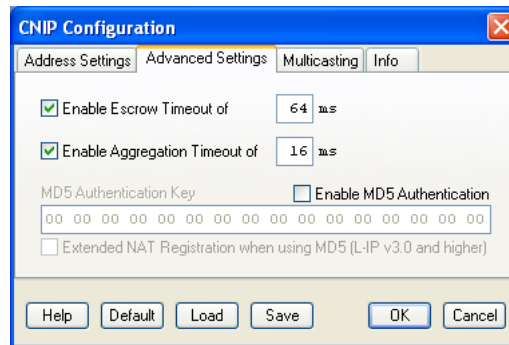 CNIP Configuration
Address Settings Advanced Settings Multicasting Info
Enable Escrow Timeout of 64 ms
Enable Aggregation Timeout of 16 ms
MD5 Authentication Key Enable MD5 Authentication
00 00 00 00 00 00 00 00 00 00 00 00 00 00 00 00
Extended NAT Registration when using MD5 (L-IP v3.0 and higher)
Help Default Load Save OK Cancel